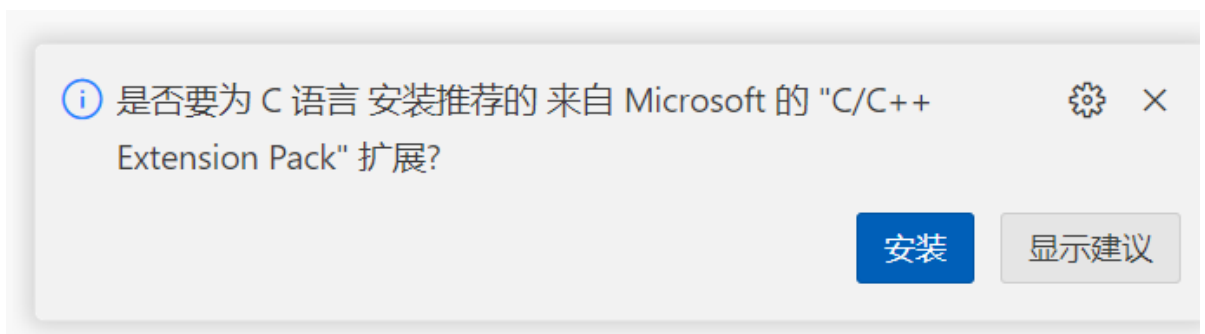 是否要为 C 语言 安装推荐的 来自 Microsoft 的 "C/C++
Extension Pack" 扩展?
安装 显示建议